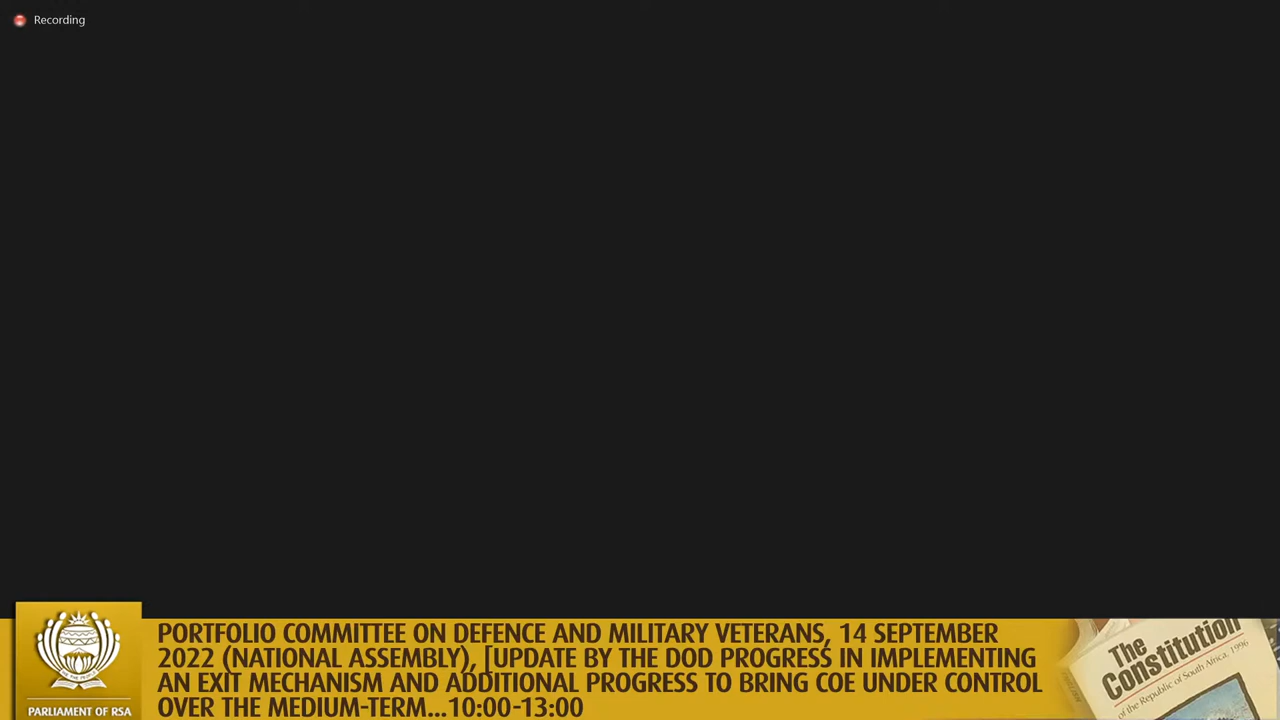 Recording
PORTFOLIO COMMITTEE ON DEFENCE AND MILITARY VETERANS, 14 SEPTEMBER
2022 (NATIONAL ASSEMBLY), [UPDATE BY THE DOD PROGRESS IN IMPLEMENTING
AN EXIT MECHANISM AND ADDITIONAL PROGRESS TO BRING COE UNDER CONTROL
OVER THE MEDIUM-TERM...10:00-13:00
PARLIAMENT OF RSA
The
Constitution
of the Republic of South Africa, 1996